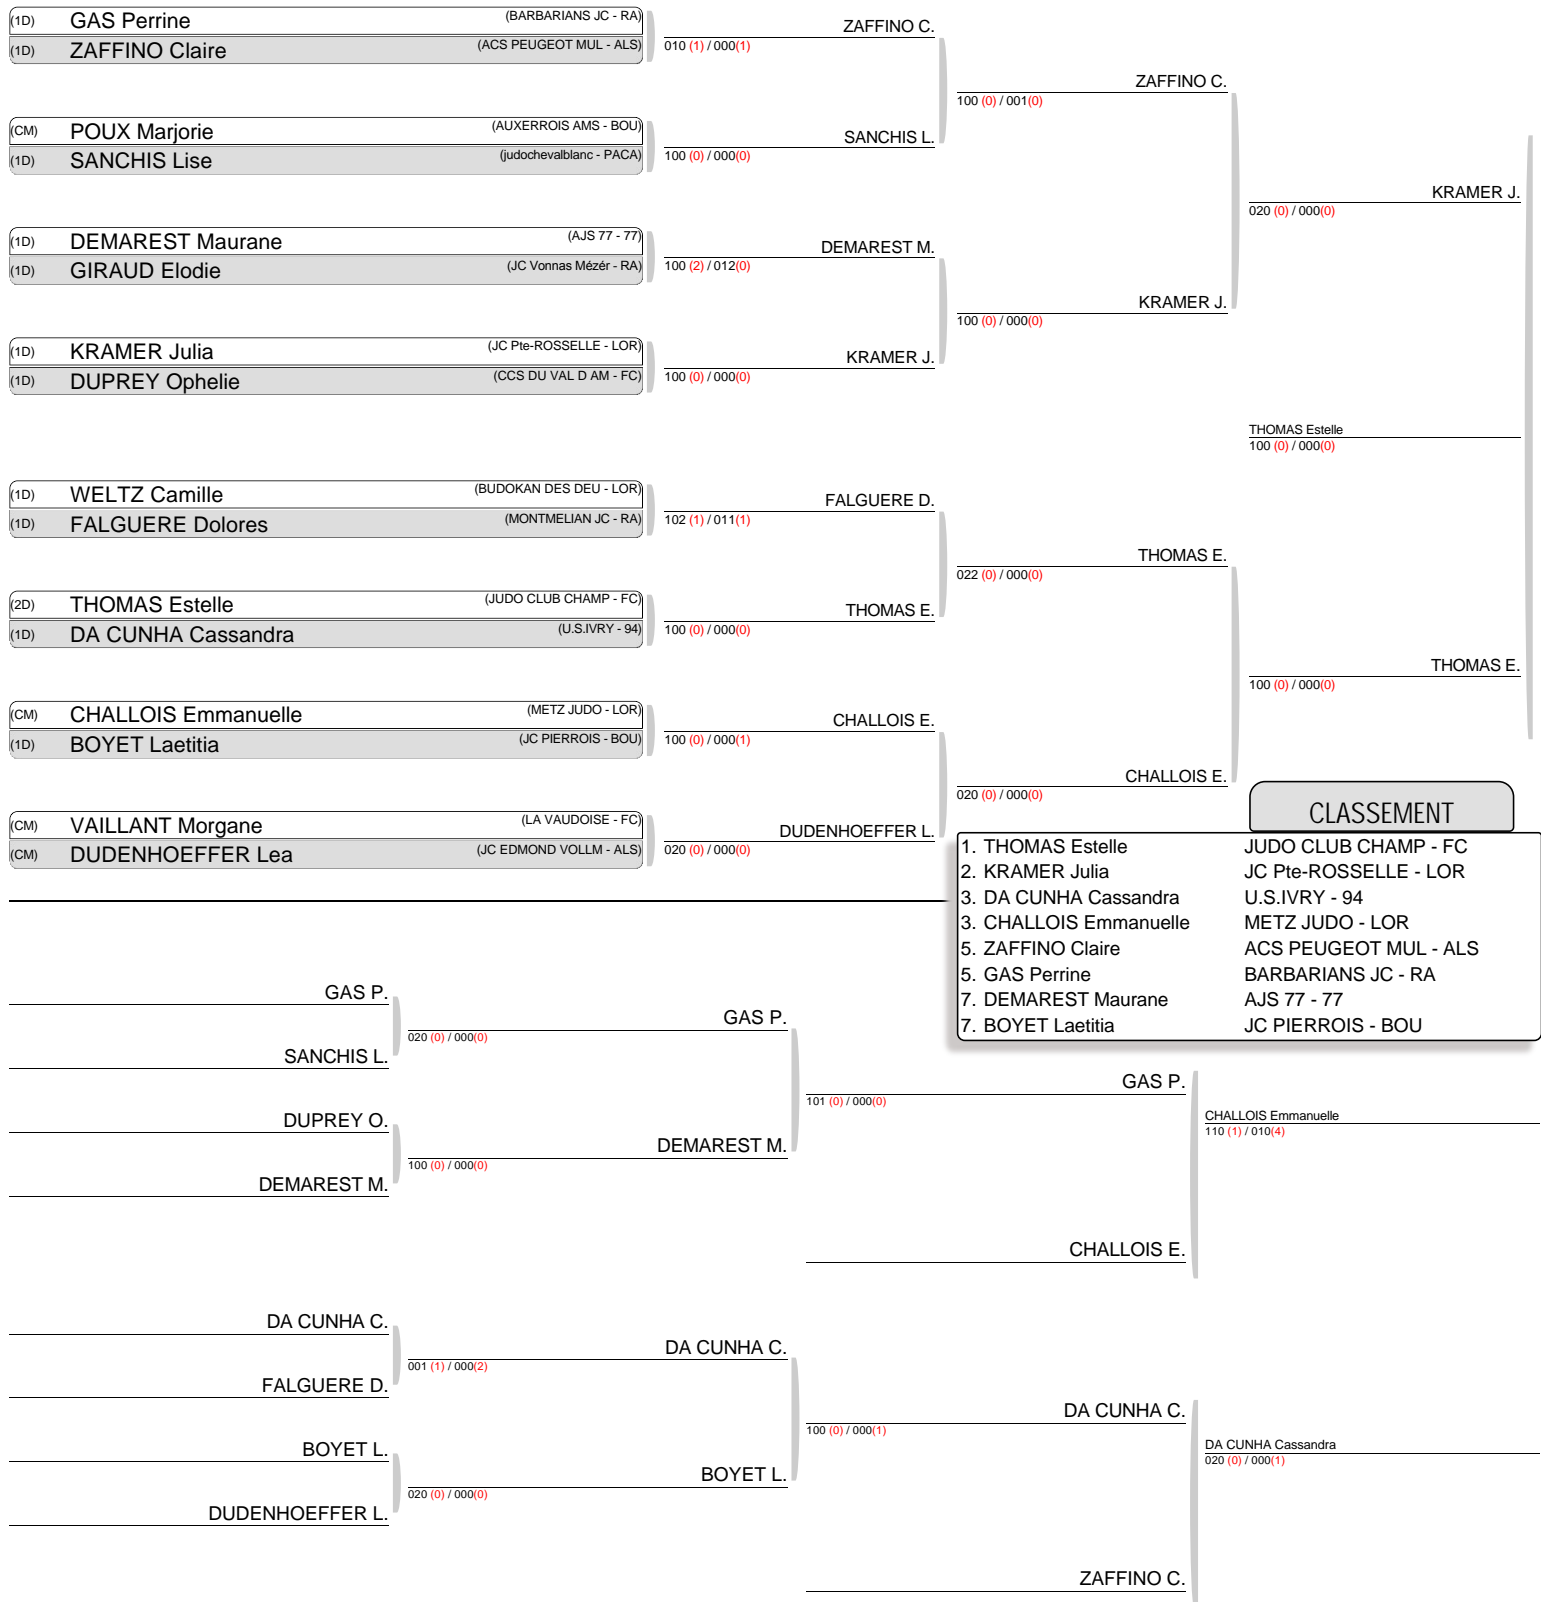 (1D) GAS Perrine (BARBARIANS JC - RA)
(1D) ZAFFINO Claire (ACS PEUGEOT MUL - ALS)
ZAFFINO C.
010 (1) / 000(1)
ZAFFINO C.
100 (0) / 001(0)
(CM) POUX Marjorie (AUXERROIS AMS - BOU)
(1D) SANCHIS Lise (judochevalblanc - PACA)
SANCHIS L.
100 (0) / 000(0)
KRAMER J.
020 (0) / 000(0)
(1D) DEMAREST Maurane (AJS 77 - 77)
(1D) GIRAUD Elodie (JC Vonnas Mézér - RA)
DEMAREST M.
100 (2) / 012(0)
KRAMER J.
100 (0) / 000(0)
(1D) KRAMER Julia (JC Pte-ROSSELLE - LOR)
(1D) DUPREY Ophelie (CCS DU VAL D AM - FC)
KRAMER J.
100 (0) / 000(0)
THOMAS Estelle
100 (0) / 000(0)
(1D) WELTZ Camille (BUDOKAN DES DEU - LOR)
(1D) FALGUERE Dolores (MONTMELIAN JC - RA)
FALGUERE D.
102 (1) / 011(1)
THOMAS E.
022 (0) / 000(0)
(2D) THOMAS Estelle (JUDO CLUB CHAMP - FC)
(1D) DA CUNHA Cassandra (U.S.IVRY - 94)
THOMAS E.
100 (0) / 000(0)
THOMAS E.
100 (0) / 000(0)
(CM) CHALLOIS Emmanuelle (METZ JUDO - LOR)
(1D) BOYET Laetitia (JC PIERROIS - BOU)
CHALLOIS E.
100 (0) / 000(1)
CHALLOIS E.
020 (0) / 000(0)
(CM) VAILLANT Morgane (LA VAUDOISE - FC)
(CM) DUDENHOEFFER Lea (JC EDMOND VOLLM - ALS)
DUDENHOEFFER L.
020 (0) / 000(0)
CLASSEMENT
1. THOMAS Estelle JUDO CLUB CHAMP - FC
2. KRAMER Julia JC Pte-ROSSELLE - LOR
3. DA CUNHA Cassandra U.S.IVRY - 94
3. CHALLOIS Emmanuelle METZ JUDO - LOR
5. ZAFFINO Claire ACS PEUGEOT MUL - ALS
5. GAS Perrine BARBARIANS JC - RA
7. DEMAREST Maurane AJS 77 - 77
7. BOYET Laetitia JC PIERROIS - BOU
GAS P.
SANCHIS L.
GAS P.
020 (0) / 000(0)
DUPREY O.
DEMAREST M.
DEMAREST M.
100 (0) / 000(0)
GAS P.
101 (0) / 000(0)
CHALLOIS E.
CHALLOIS Emmanuelle
110 (1) / 010(4)
DA CUNHA C.
FALGUERE D.
DA CUNHA C.
001 (1) / 000(2)
BOYET L.
DUDENHOEFFER L.
BOYET L.
020 (0) / 000(0)
DA CUNHA C.
100 (0) / 000(1)
ZAFFINO C.
DA CUNHA Cassandra
020 (0) / 000(1)